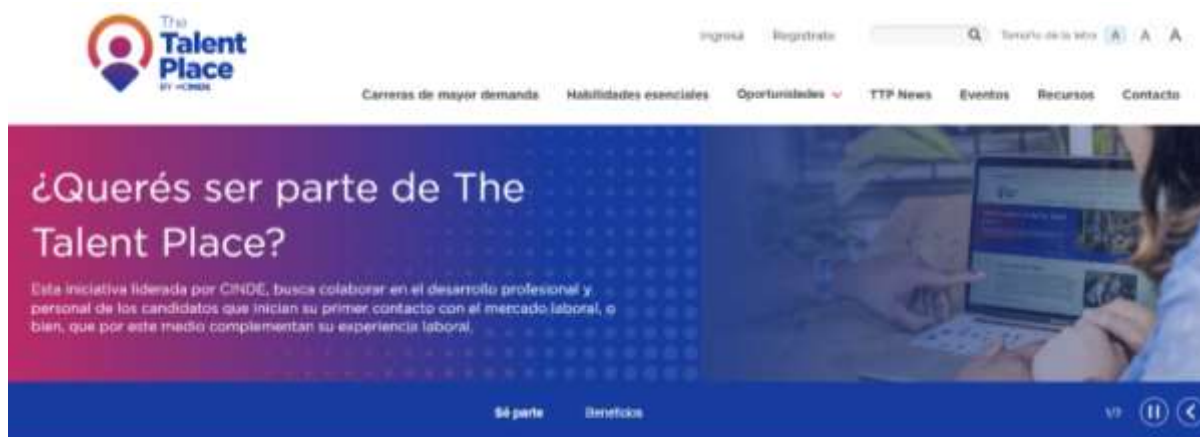 The
Talent
Place
BY CINDE
Ingresá Registrate Tamaño de la letra A A A
Carreras de mayor demanda Habilidades esenciales Oportunidades TTP News Eventos Recursos Contacto
¿Querés ser parte de The
Talent Place?
Esta iniciativa liderada por CINDE, busca colaborar en el desarrollo profesional y
personal de los candidatos que inician su primer contacto con el mercado laboral, o
bien, que por este medio complementan su experiencia laboral.
Sé parte Beneficios